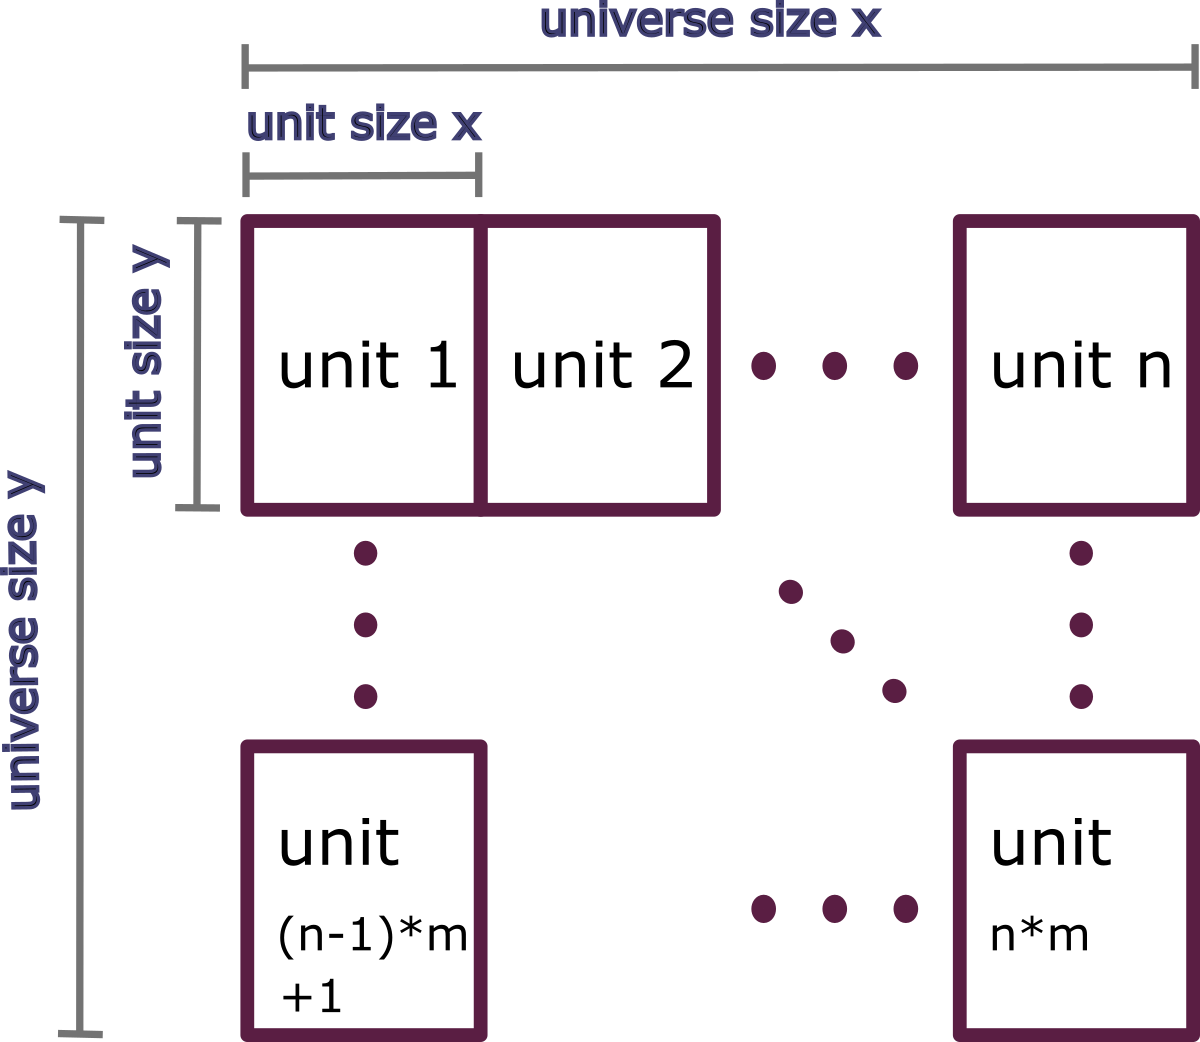 universe size x
unit size x
unit size y
universe size y
unit 1
unit 2
unit n
unit
(n-1)*m
+1
unit
n*m